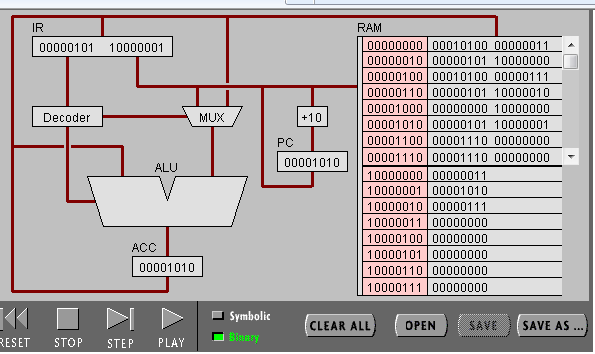 IR
00000101 10000001
Decoder
MUX
+10
PC
00001010
ALU
ACC
00001010
RAM
00000000 00010100 00000011
00000010 00000101 10000000
00000100 00010100 00000111
00000110 00000101 10000010
00001000 00000000 10000000
00001010 00000101 10000001
00001100 00001110 00000000
00001110 00001110 00000000
10000000 00000011
10000001 00001010
10000010 00000111
10000011 00000000
10000100 00000000
10000101 00000000
10000110 00000000
10000111 00000000
RESET
STOP
STEP
PLAY
Symbolic
Binary
CLEAR ALL
OPEN
SAVE
SAVE AS ...